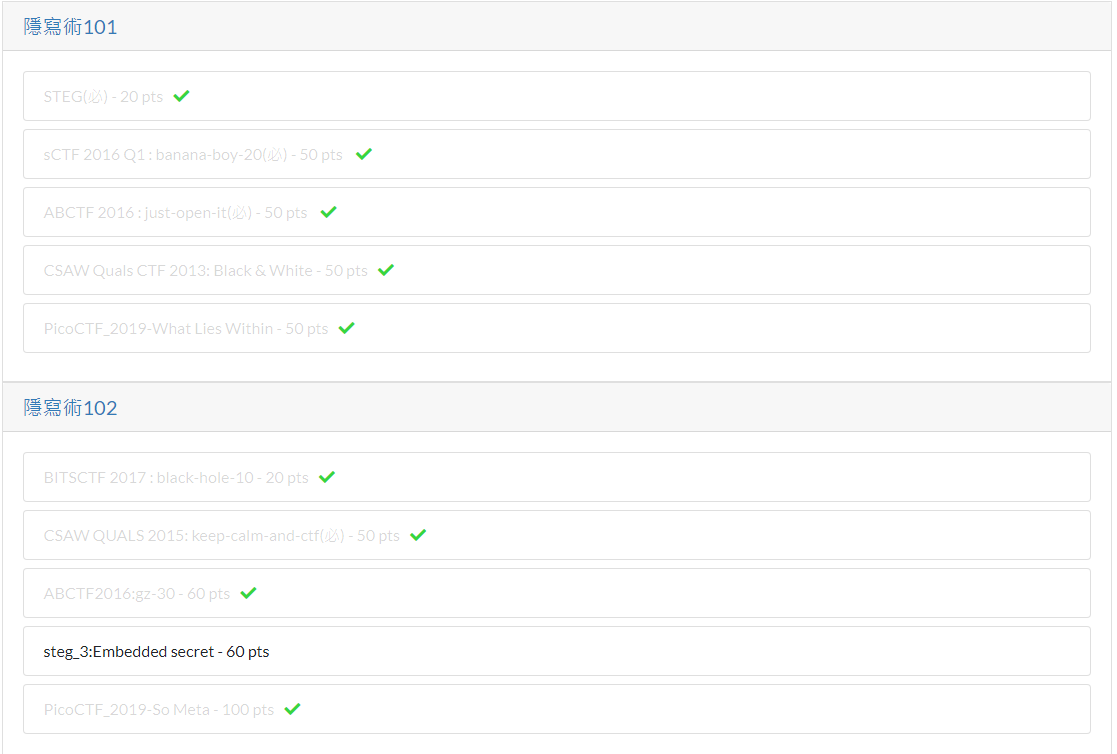 隱寫術101
STEG(必) - 20 pts
sCTF 2016 Q1 : banana-boy-20(必) - 50 pts
ABCTF 2016 : just-open-it(必) - 50 pts
CSAW Quals CTF 2013: Black & White - 50 pts
PicoCTF_2019-What Lies Within - 50 pts
隱寫術102
BITSCTF 2017 : black-hole-10 - 20 pts
CSAW QUALS 2015: keep-calm-and-ctf(必) - 50 pts
ABCTF2016:gz-30 - 60 pts
steg_3:Embedded secret - 60 pts
PicoCTF_2019-So Meta - 100 pts